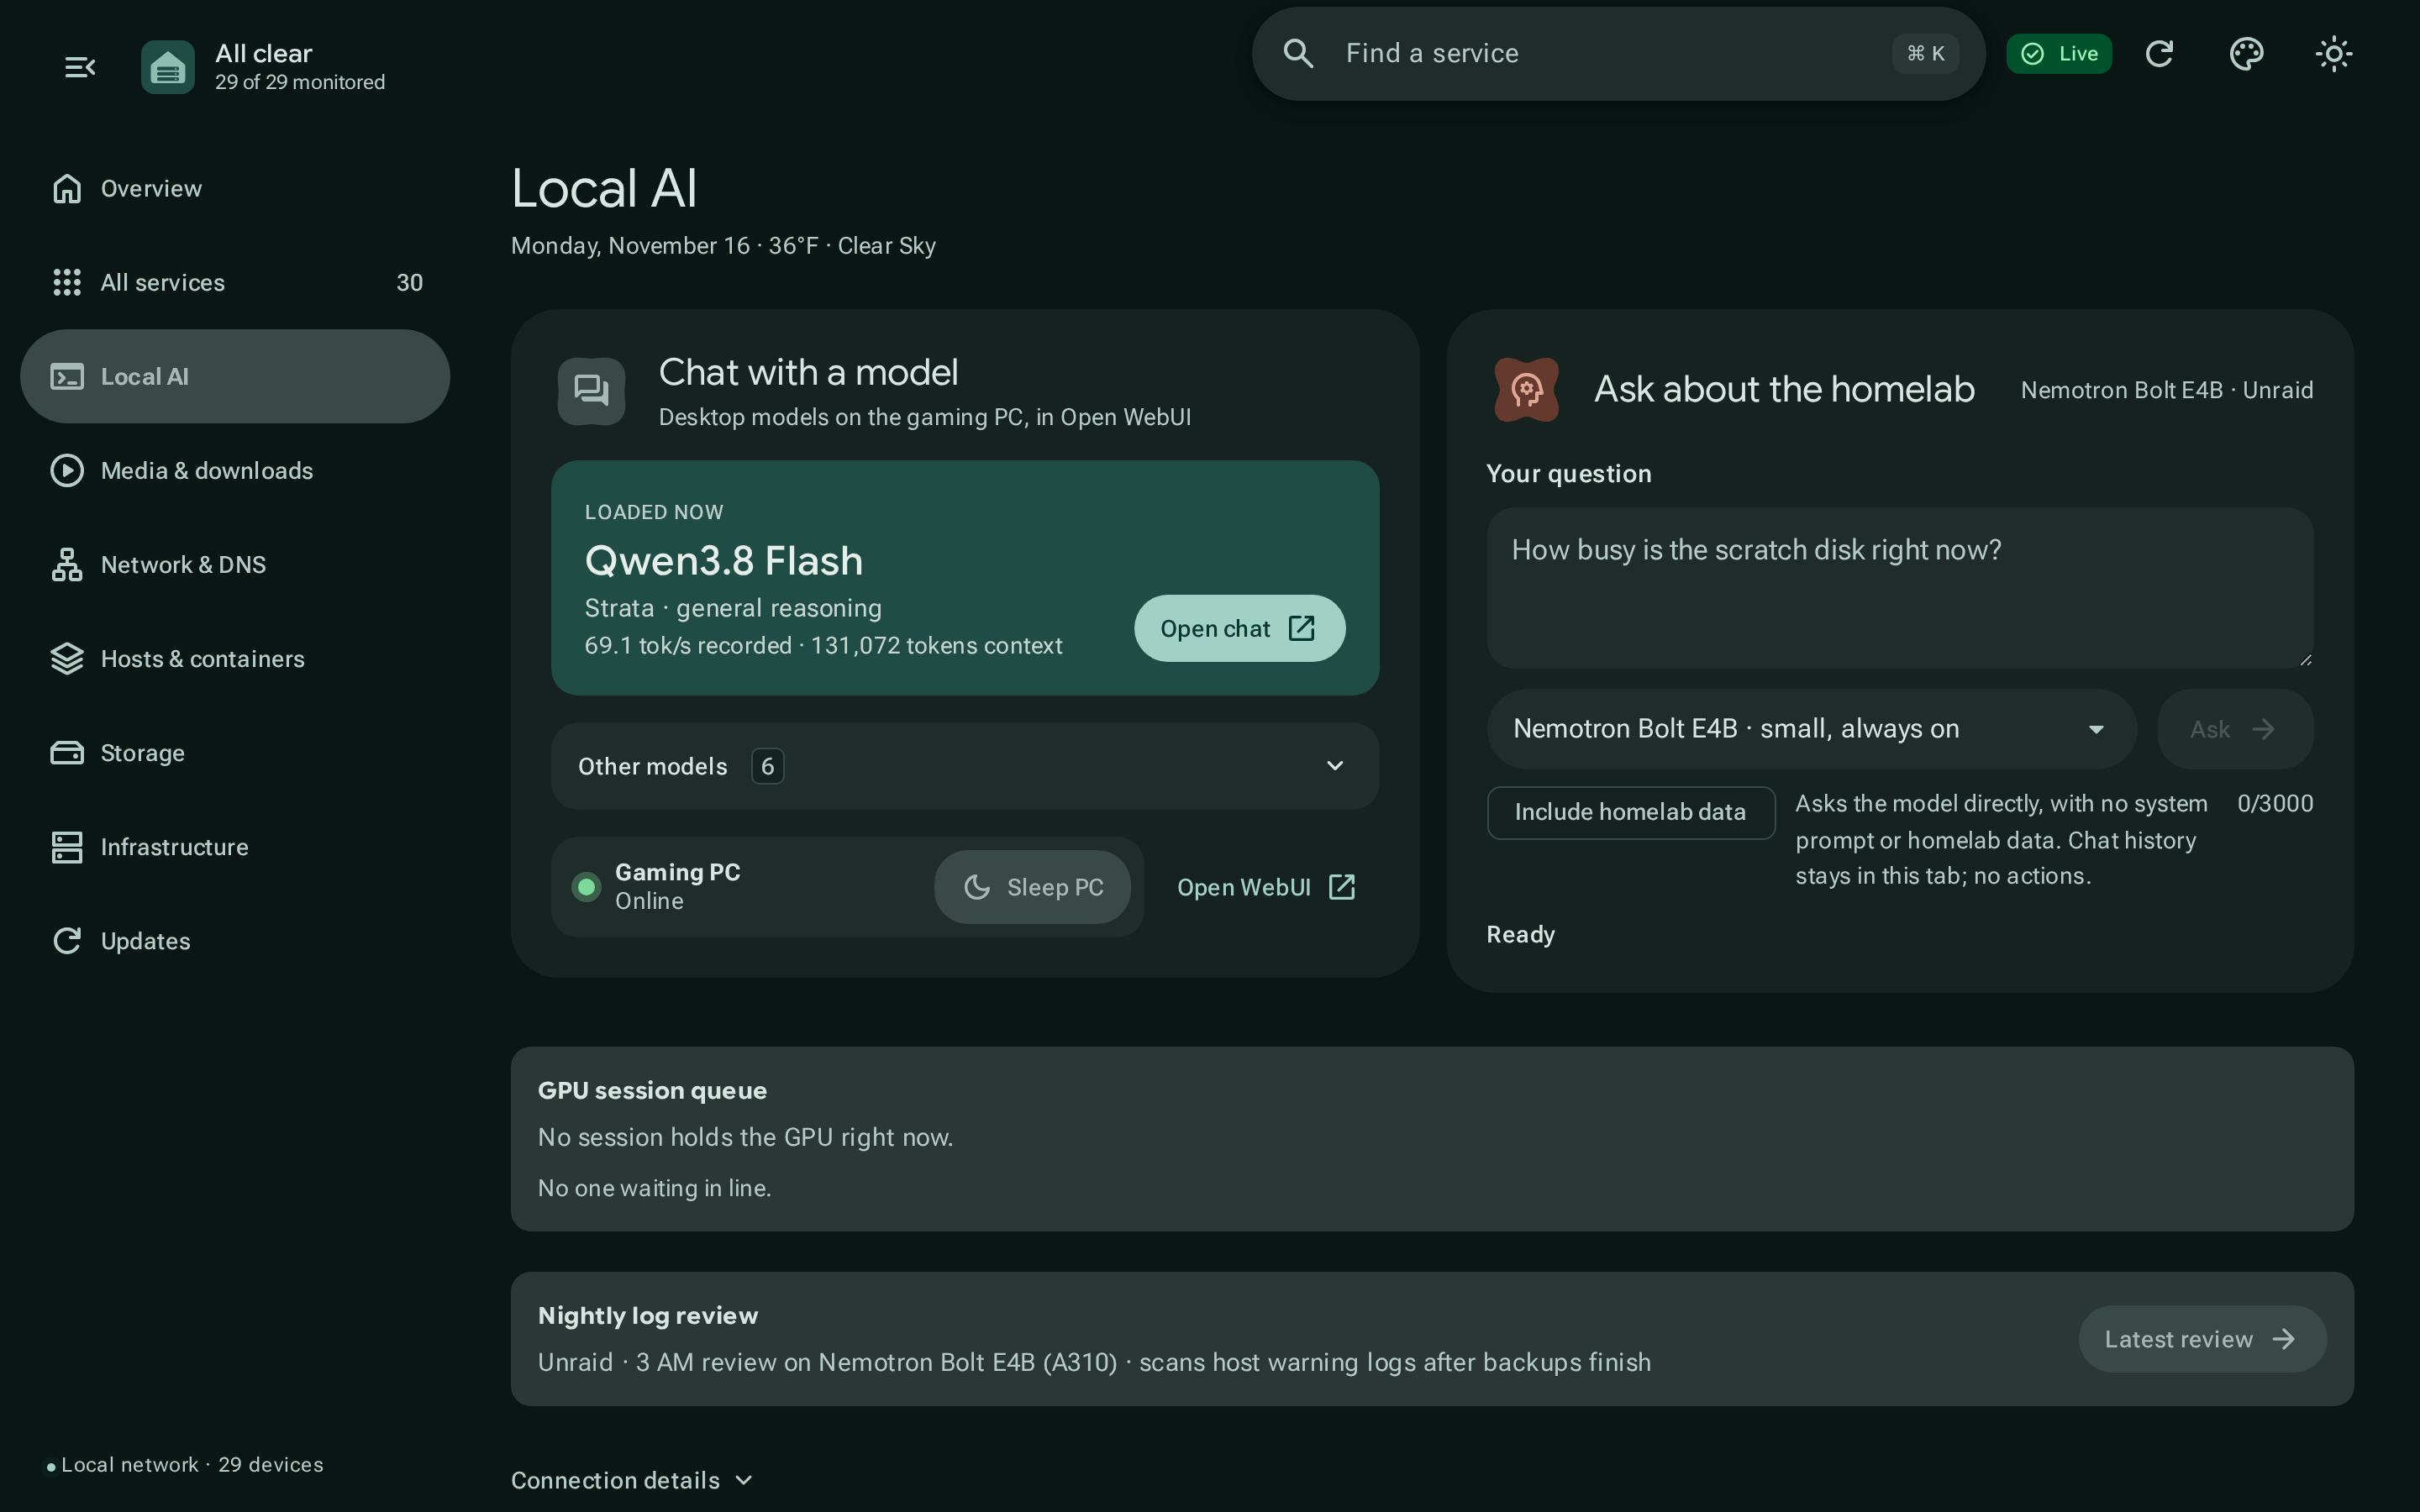 All clear
29 of 29 monitored
Find a service
⌘ K
Live
Overview
All services 30
Local AI
Media & downloads
Network & DNS
Hosts & containers
Storage
Infrastructure
Updates
Local network · 29 devices
Local AI
Monday, November 16 · 36°F · Clear Sky
Chat with a model
Desktop models on the gaming PC, in Open WebUI
LOADED NOW
Qwen3.8 Flash
Strata · general reasoning
69.1 tok/s recorded · 131,072 tokens context
Open chat
Other models 6
Gaming PC
Online
Sleep PC
Open WebUI
Ask about the homelab
Nemotron Bolt E4B · Unraid
Your question
How busy is the scratch disk right now?
Nemotron Bolt E4B · small, always on
Ask
Include homelab data
Asks the model directly, with no system
prompt or homelab data. Chat history
stays in this tab; no actions.
0/3000
Ready
GPU session queue
No session holds the GPU right now.
No one waiting in line.
Nightly log review
Unraid · 3 AM review on Nemotron Bolt E4B (A310) · scans host warning logs after backups finish
Latest review
Connection details